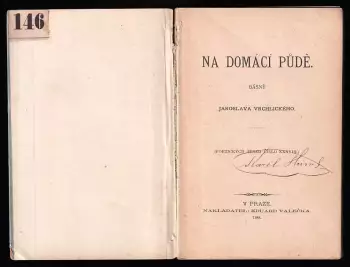 146
NA DOMÁCÍ PŮDĚ.
BÁSNĚ
JAROSLAVA VRCHLICKÉHO.
V PRAZE.
NAKLADATEL: EDUARD VALEČKA.